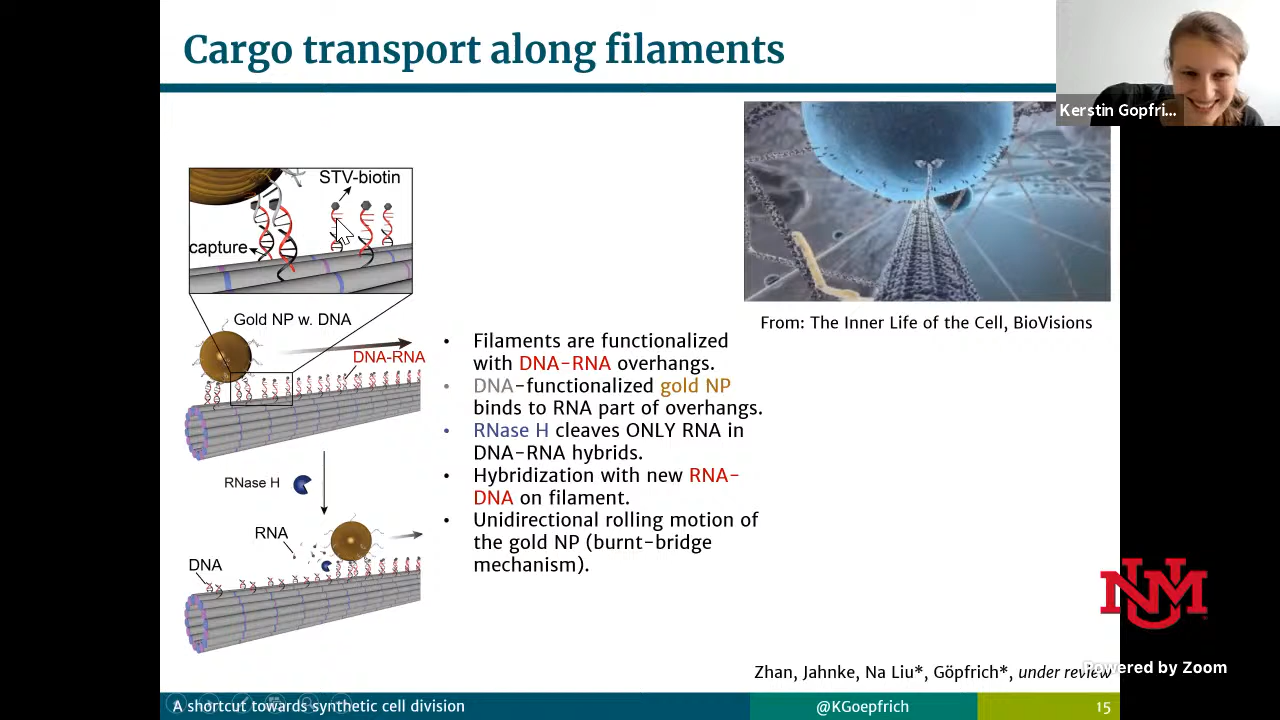 Cargo transport along filaments
Kerstin Gopfri...
STV-biotin
capture
Gold NP w. DNA
DNA-RNA
RNase H
RNA
DNA
From: The Inner Life of the Cell, BioVisions
• Filaments are functionalized
with DNA-RNA overhangs.
• DNA-functionalized gold NP
binds to RNA part of overhangs.
• RNase H cleaves ONLY RNA in
DNA-RNA hybrids.
• Hybridization with new RNA-
DNA on filament.
• Unidirectional rolling motion of
the gold NP (burnt-bridge
mechanism).
NM
Zhan, Jahnke, Na Liu*, Göpfrich*, under review
Powered by Zoom
A shortcut towards synthetic cell division
@KGoepfrich
15